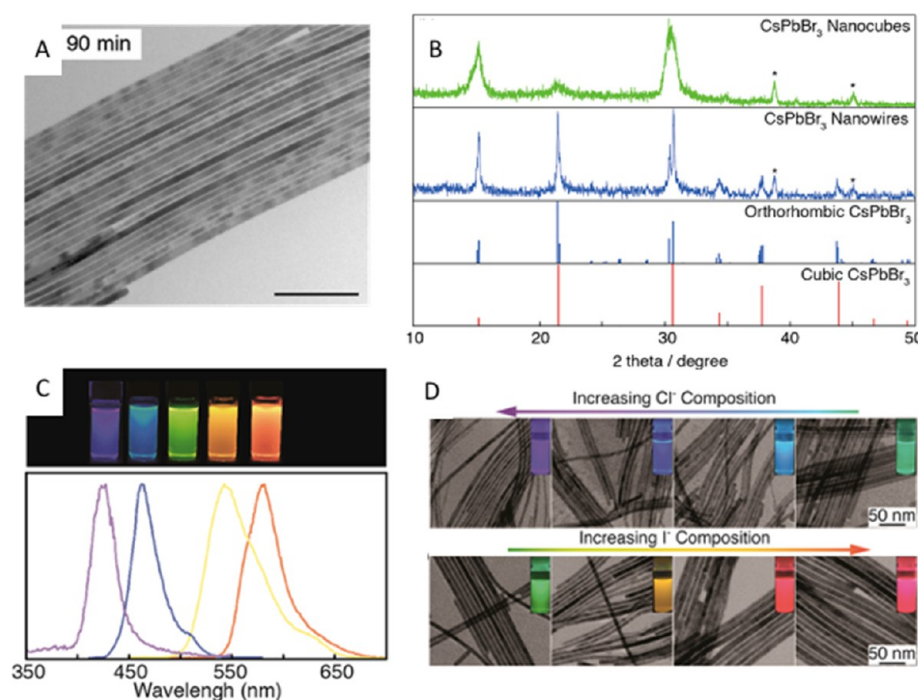 A
90 min
B
CsPbBr₃ Nanocubes
* *
CsPbBr₃ Nanowires
* *
Orthorhombic CsPbBr₃
Cubic CsPbBr₃
10 20 30 40 50
2 theta / degree
C
350 450 550 650
Wavelengh (nm)
D
Increasing Cl⁻ Composition
50 nm
Increasing I⁻ Composition
50 nm